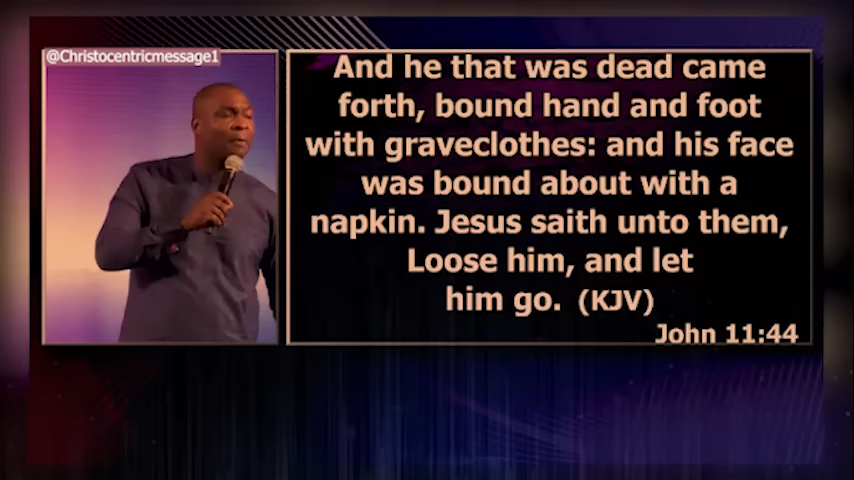 @Christocentricmessage1
And he that was dead came
forth, bound hand and foot
with graveclothes: and his face
was bound about with a
napkin. Jesus saith unto them,
Loose him, and let
him go. (KJV)
John 11:44